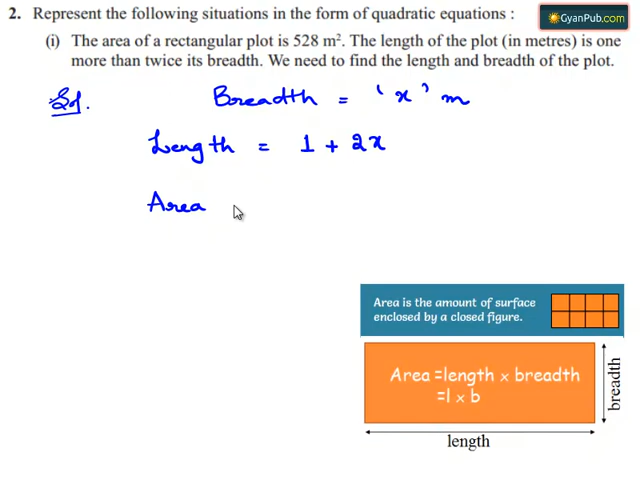 2. Represent the following situations in the form of quadratic equations :
GyanPub.com
(i) The area of a rectangular plot is 528 m². The length of the plot (in metres) is one
more than twice its breadth. We need to find the length and breadth of the plot.
Sol. Breadth = ‘x’ m
Length = 1 + 2x
Area
Area is the amount of surface
enclosed by a closed figure.
Area =length × breadth
=l × b
breadth
length